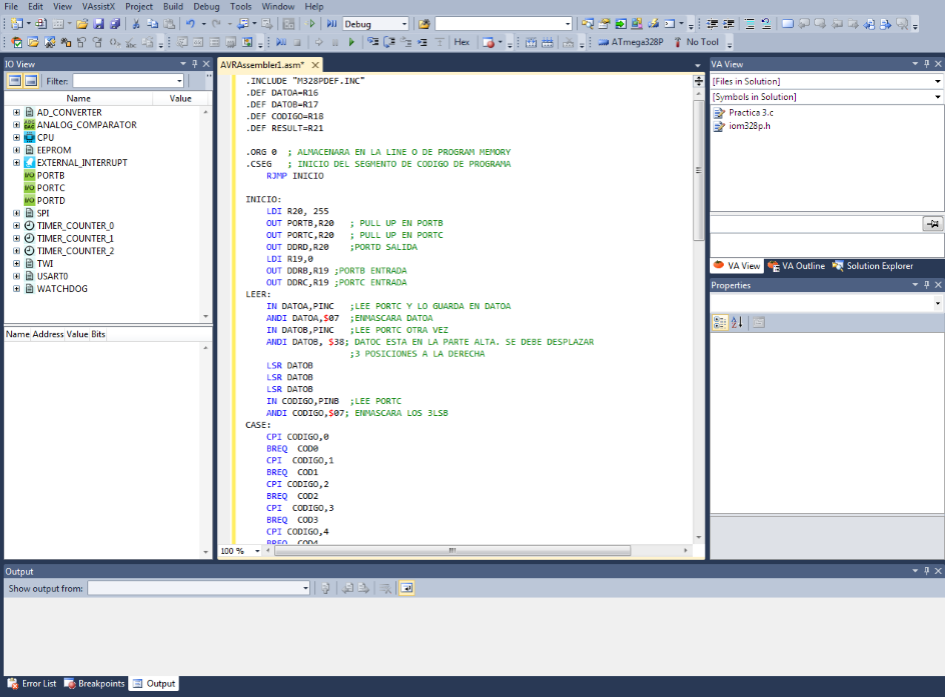 File Edit View VAssistX Project Build Debug Tools Window Help
Debug
Hex
ATmega328P
No Tool
IO View
Filter:
Name Value
AD_CONVERTER
ANALOG_COMPARATOR
CPU
EEPROM
EXTERNAL_INTERRUPT
PORTB
PORTC
PORTD
SPI
TIMER_COUNTER_0
TIMER_COUNTER_1
TIMER_COUNTER_2
TWI
USART0
WATCHDOG
Name Address Value Bits
AVRAssembler1.asm*
.INCLUDE "M328PDEF.INC"
.DEF DATOA=R16
.DEF DATOB=R17
.DEF CODIGO=R18
.DEF RESULT=R21
.ORG 0 ; ALMACENARA EN LA LINE O DE PROGRAM MEMORY
.CSEG ; INICIO DEL SEGMENTO DE CODIGO DE PROGRAMA
RJMP INICIO
INICIO:
LDI R20, 255
OUT PORTB,R20 ; PULL UP EN PORTB
OUT PORTC,R20 ; PULL UP EN PORTC
OUT DDRD,R20 ;PORTD SALIDA
LDI R19,0
OUT DDRB,R19 ;PORTB ENTRADA
OUT DDRC,R19 ;PORTC ENTRADA
LEER:
IN DATOA,PINC ;LEE PORTC Y LO GUARDA EN DATOA
ANDI DATOA,$07 ;ENMASCARA DATOA
IN DATOB,PINC ;LEE PORTC OTRA VEZ
ANDI DATOB, $38; DATOC ESTA EN LA PARTE ALTA. SE DEBE DESPLAZAR
;3 POSICIONES A LA DERECHA
LSR DATOB
LSR DATOB
LSR DATOB
IN CODIGO,PINB ;LEE PORTC
ANDI CODIGO,$07; ENMASCARA LOS 3LSB
CASE:
CPI CODIGO,0
BREQ COD0
CPI CODIGO,1
BREQ COD1
CPI CODIGO,2
BREQ COD2
CPI CODIGO,3
BREQ COD3
CPI CODIGO,4
BREQ COD4
100 %
VA View
[Files in Solution]
[Symbols in Solution]
Practica 3.c
iom328p.h
VA View VA Outline Solution Explorer
Properties
Output
Show output from:
Error List Breakpoints Output